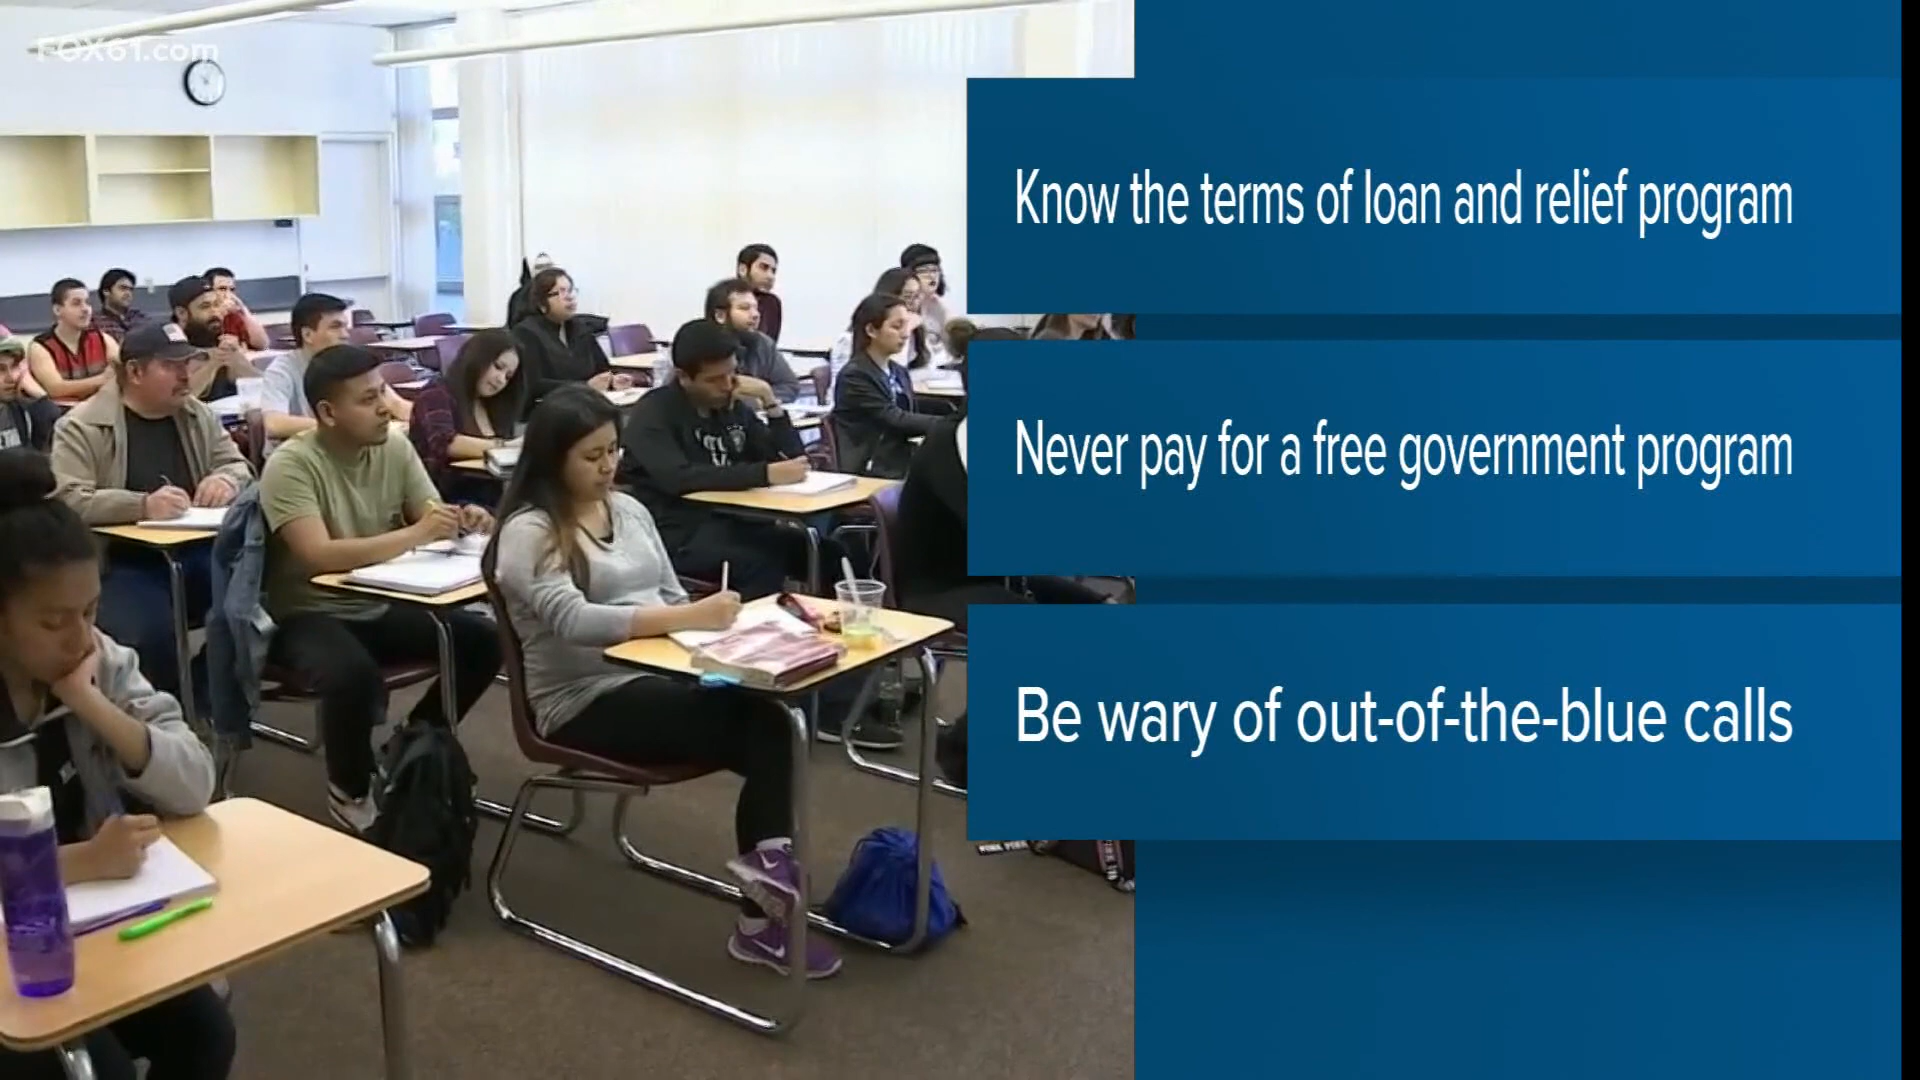 FOX61.com
Know the terms of loan and relief program
Never pay for a free government program
Be wary of out-of-the-blue calls